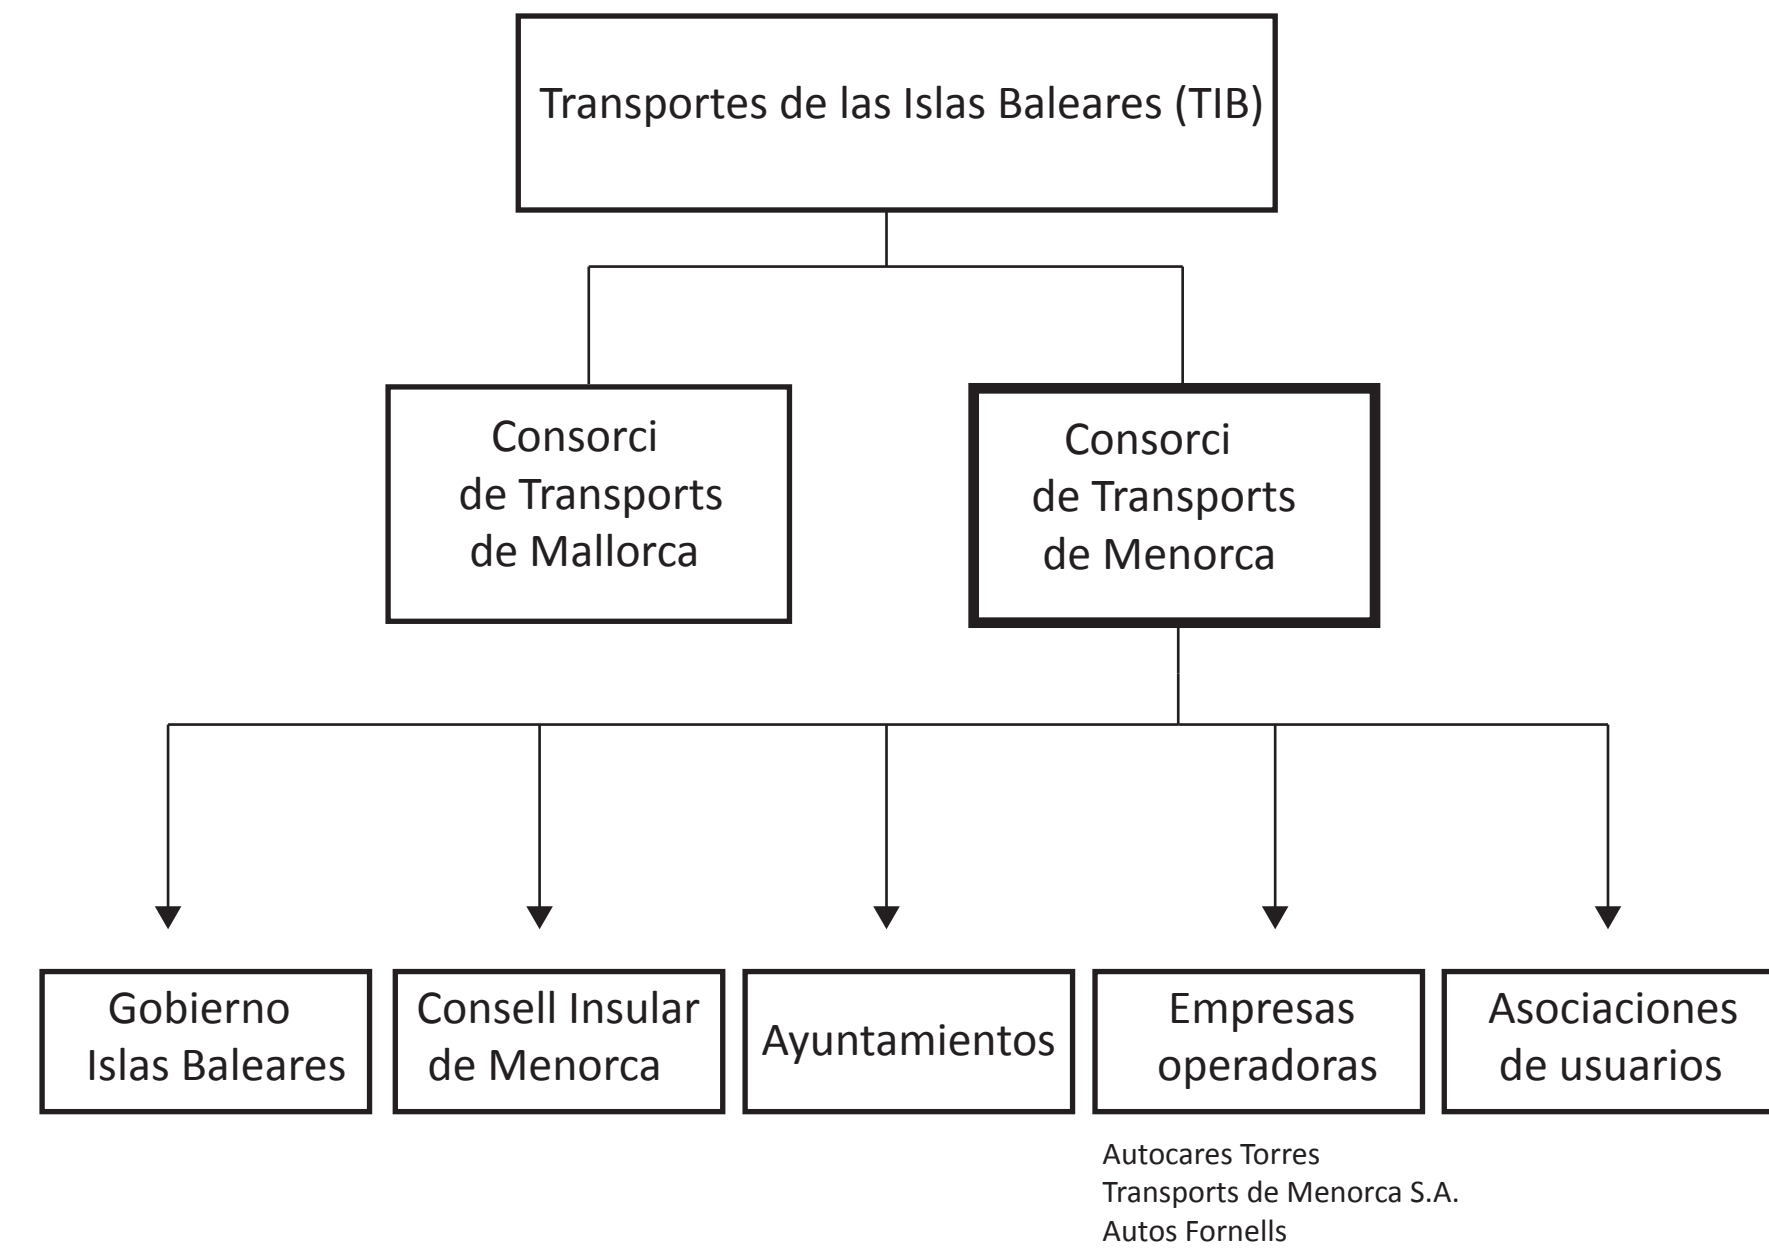 Transportes de las Islas Baleares (TIB)
Consorci
de Transports
de Mallorca
Consorci
de Transports
de Menorca
Gobierno
Islas Baleares
Consell Insular
de Menorca
Ayuntamientos
Empresas
operadoras
Asociaciones
de usuarios
Autocares Torres
Transports de Menorca S.A.
Autos Fornells